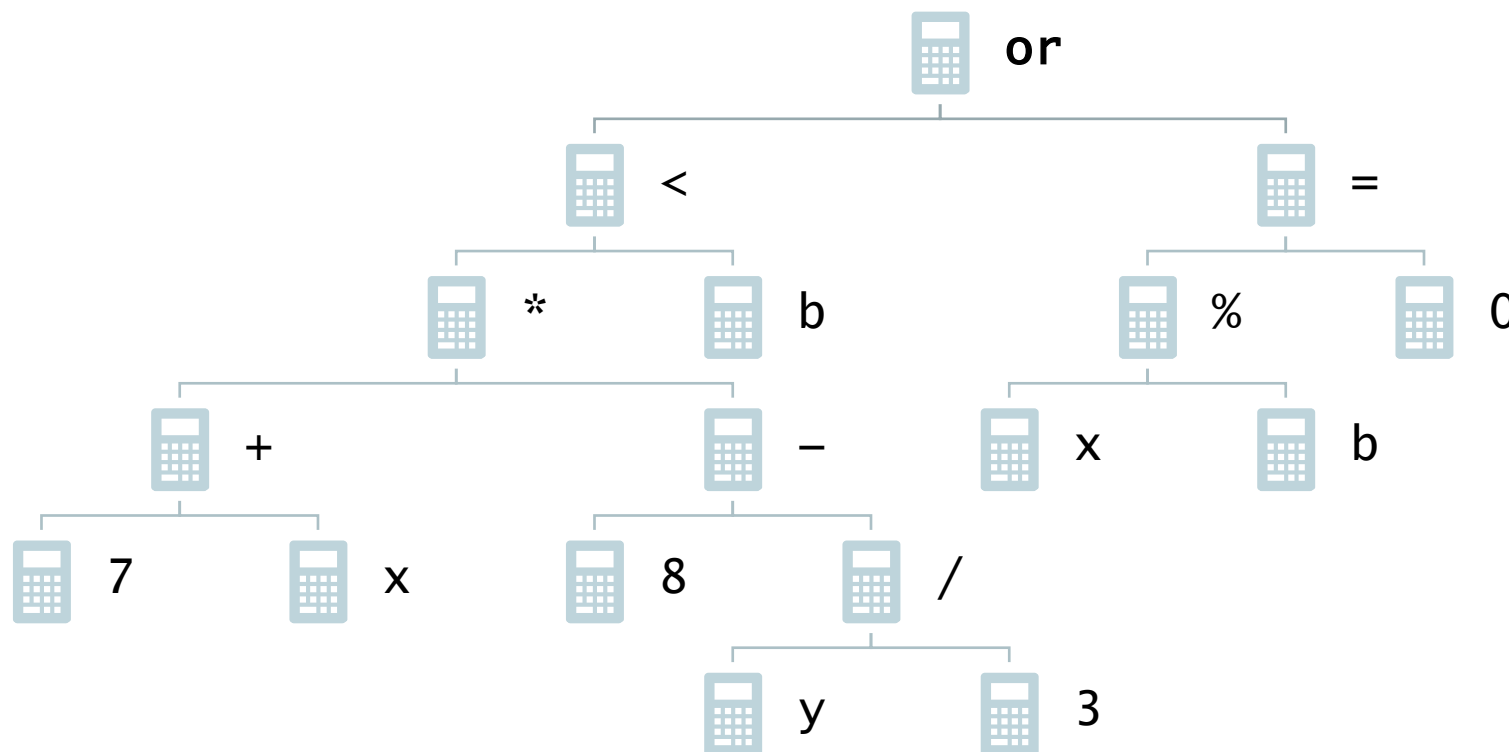 or
< =
* b % 0
+ – x b
7 x 8 /
y 3